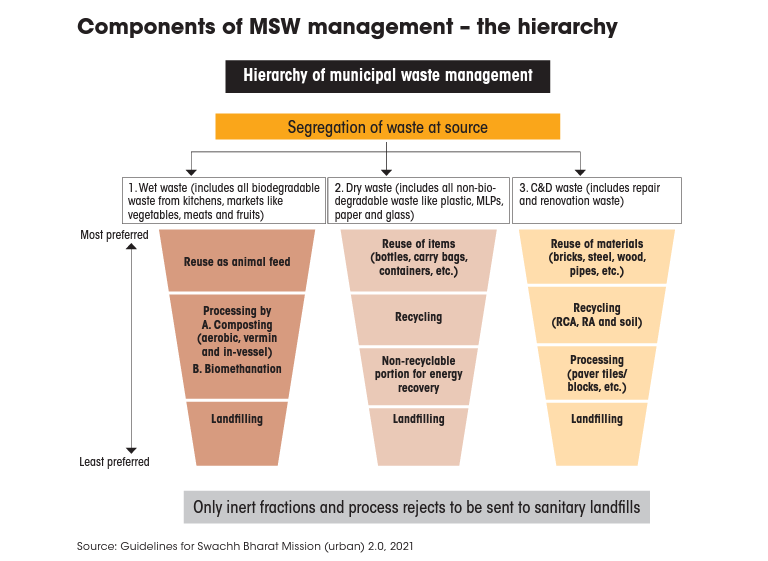 Components of MSW management – the hierarchy
Hierarchy of municipal waste management
Segregation of waste at source
1. Wet waste (includes all biodegradable
waste from kitchens, markets like
vegetables, meats and fruits)
2. Dry waste (includes all non-bio-
degradable waste like plastic, MLPs,
paper and glass)
3. C&D waste (includes repair
and renovation waste)
Most preferred
Least preferred
Reuse as animal feed
Processing by
A. Composting
(aerobic, vermin
and in-vessel)
B. Biomethanation
Landfilling
Reuse of items
(bottles, carry bags,
containers, etc.)
Recycling
Non-recyclable
portion for energy
recovery
Landfilling
Reuse of materials
(bricks, steel, wood,
pipes, etc.)
Recycling
(RCA, RA and soil)
Processing
(paver tiles/
blocks, etc.)
Landfilling
Only inert fractions and process rejects to be sent to sanitary landfills
Source: Guidelines for Swachh Bharat Mission (urban) 2.0, 2021